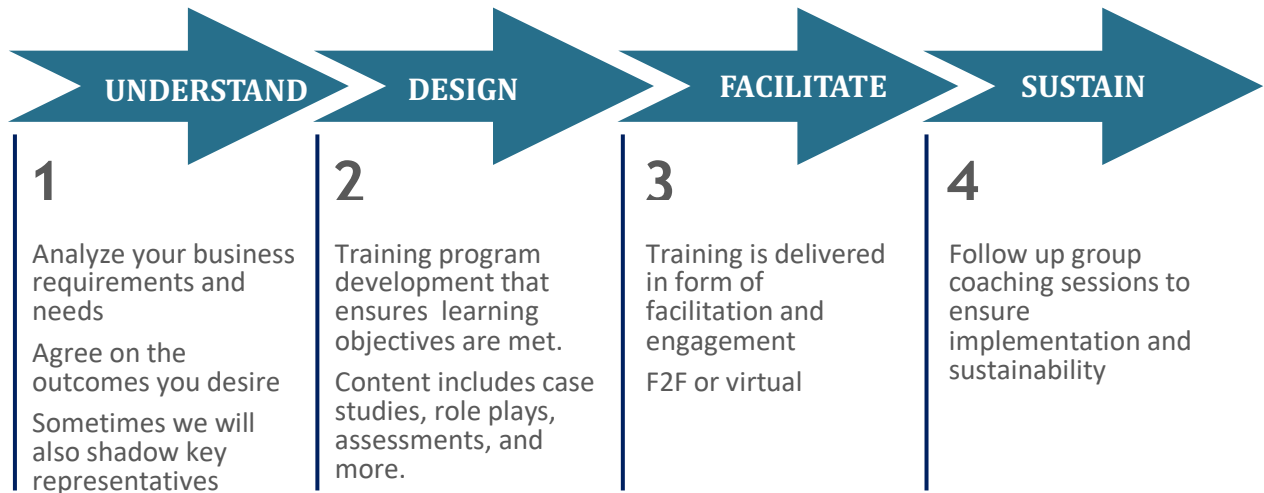 UNDERSTAND
DESIGN
FACILITATE
SUSTAIN
1
Analyze your business
requirements and
needs
Agree on the
outcomes you desire
Sometimes we will
also shadow key
representatives
2
Training program
development that
ensures  learning
objectives are met.
Content includes case
studies, role plays,
assessments, and
more.
3
Training is delivered
in form of
facilitation and
engagement
F2F or virtual
4
Follow up group
coaching sessions to
ensure
implementation and
sustainability